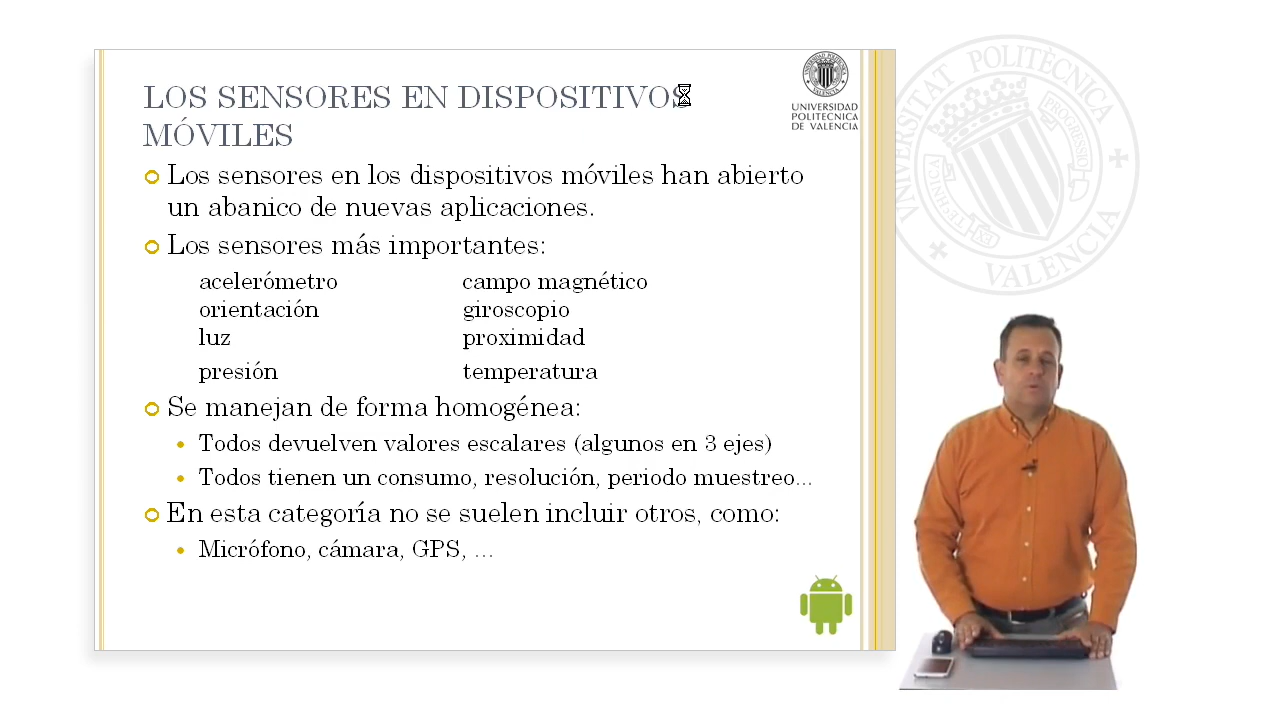 LOS SENSORES EN DISPOSITIVOS
MÓVILES
UNIVERSIDAD
POLITECNICA
DE VALENCIA
Los sensores en los dispositivos móviles han abierto
un abanico de nuevas aplicaciones.
Los sensores más importantes:
acelerómetro campo magnético
orientación giroscopio
luz proximidad
presión temperatura
Se manejan de forma homogénea:
Todos devuelven valores escalares (algunos en 3 ejes)
Todos tienen un consumo, resolución, periodo muestreo...
En esta categoría no se suelen incluir otros, como:
Micrófono, cámara, GPS, ...
UNIVERSITAT POLITÈCNICA
VALÈNCIA